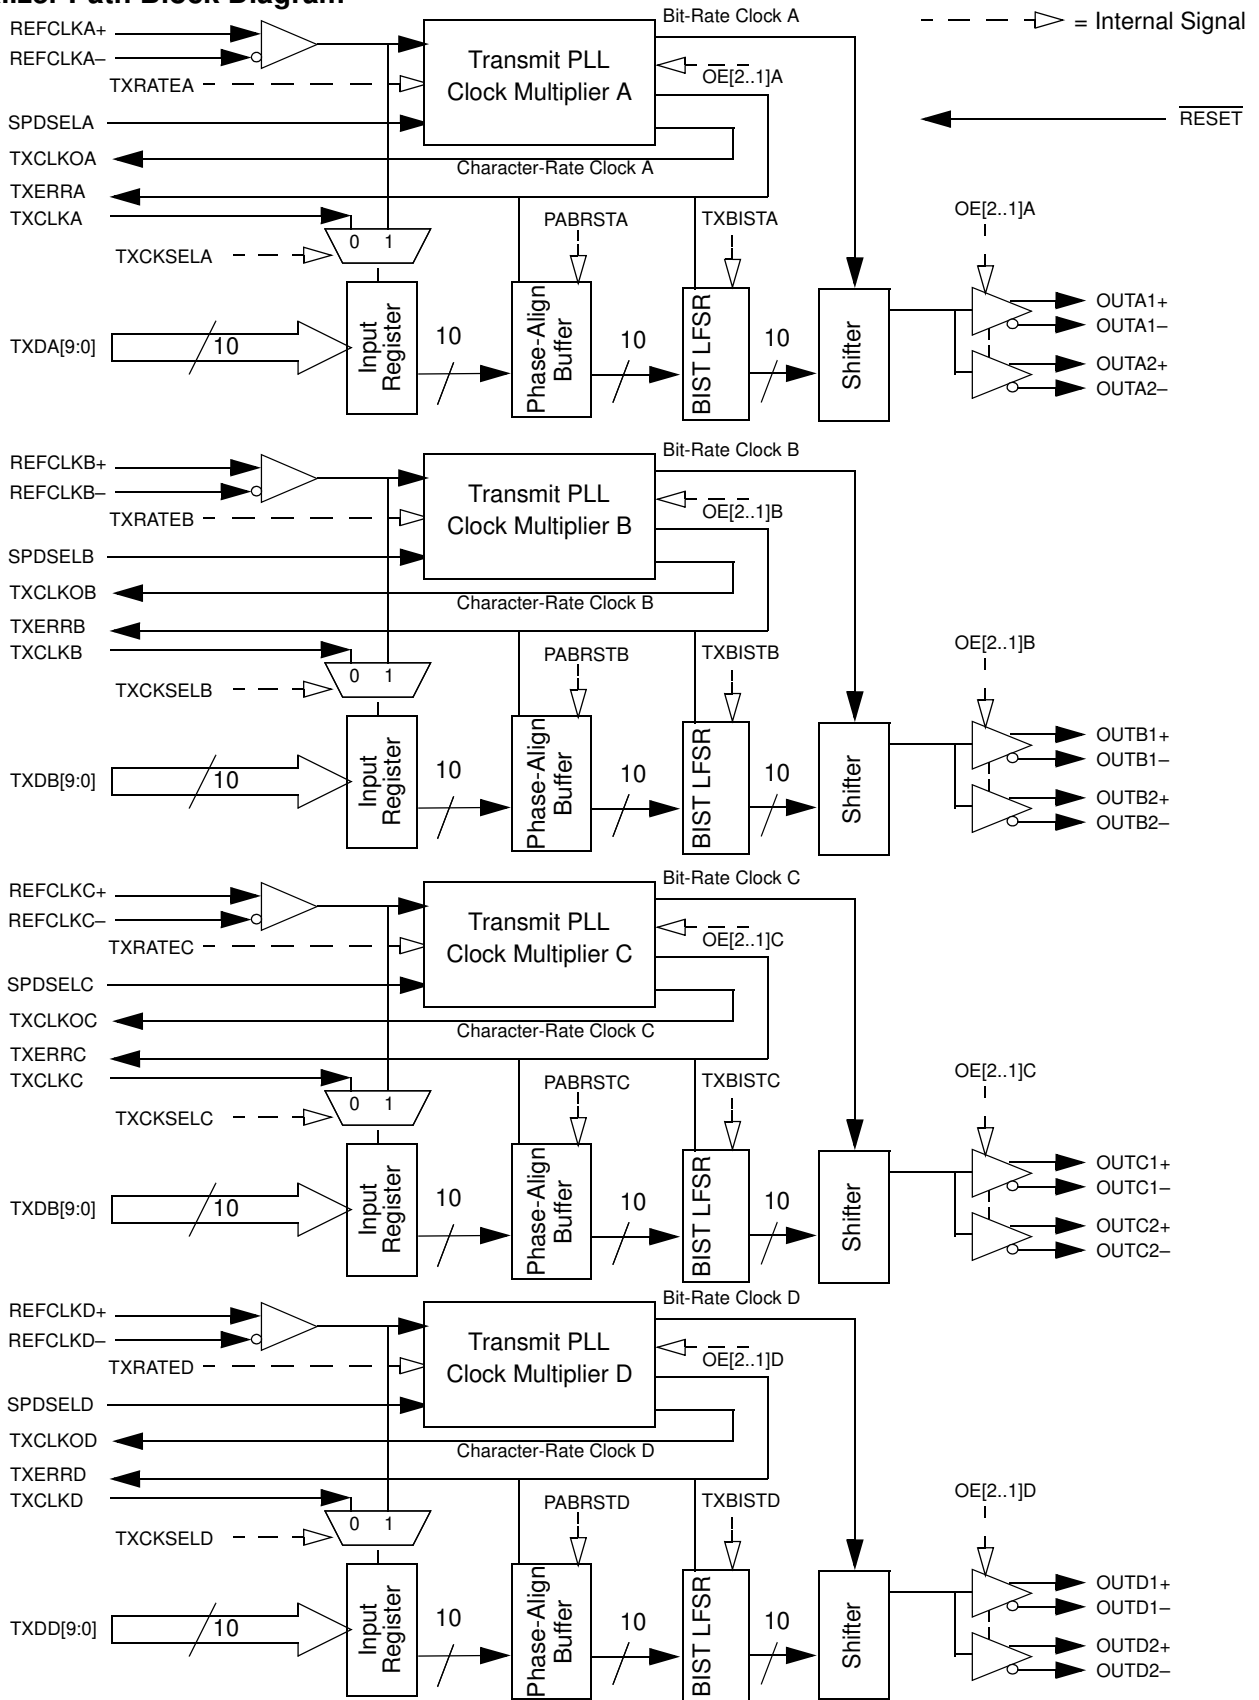 Path Block Diagram
= Internal Signal
RESET
REFCLKA+
REFCLKA–
TXRATEA
SPDSELA
TXCLKOA
TXERRA
TXCLKA
TXCKSELA
TXDA[9:0]
Transmit PLL
Clock Multiplier A
Bit-Rate Clock A
OE[2..1]A
Character-Rate Clock A
0 1
PABRSTA
TXBISTA
OE[2..1]A
10
Input
Register
10
Phase-Align
Buffer
10
BIST LFSR
10
Shifter
OUTA1+
OUTA1–
OUTA2+
OUTA2–
REFCLKB+
REFCLKB–
TXRATEB
SPDSELB
TXCLKOB
TXERRB
TXCLKB
TXCKSELB
TXDB[9:0]
Transmit PLL
Clock Multiplier B
Bit-Rate Clock B
OE[2..1]B
Character-Rate Clock B
0 1
PABRSTB
TXBISTB
OE[2..1]B
10
Input
Register
10
Phase-Align
Buffer
10
BIST LFSR
10
Shifter
OUTB1+
OUTB1–
OUTB2+
OUTB2–
REFCLKC+
REFCLKC–
TXRATEC
SPDSELC
TXCLKOC
TXERRC
TXCLKC
TXCKSELC
TXDB[9:0]
Transmit PLL
Clock Multiplier C
Bit-Rate Clock C
OE[2..1]C
Character-Rate Clock C
0 1
PABRSTC
TXBISTC
OE[2..1]C
10
Input
Register
10
Phase-Align
Buffer
10
BIST LFSR
10
Shifter
OUTC1+
OUTC1–
OUTC2+
OUTC2–
REFCLKD+
REFCLKD–
TXRATED
SPDSELD
TXCLKOD
TXERRD
TXCLKD
TXCKSELD
TXDD[9:0]
Transmit PLL
Clock Multiplier D
Bit-Rate Clock D
OE[2..1]D
Character-Rate Clock D
0 1
PABRSTD
TXBISTD
OE[2..1]D
10
Input
Register
10
Phase-Align
Buffer
10
BIST LFSR
10
Shifter
OUTD1+
OUTD1–
OUTD2+
OUTD2–